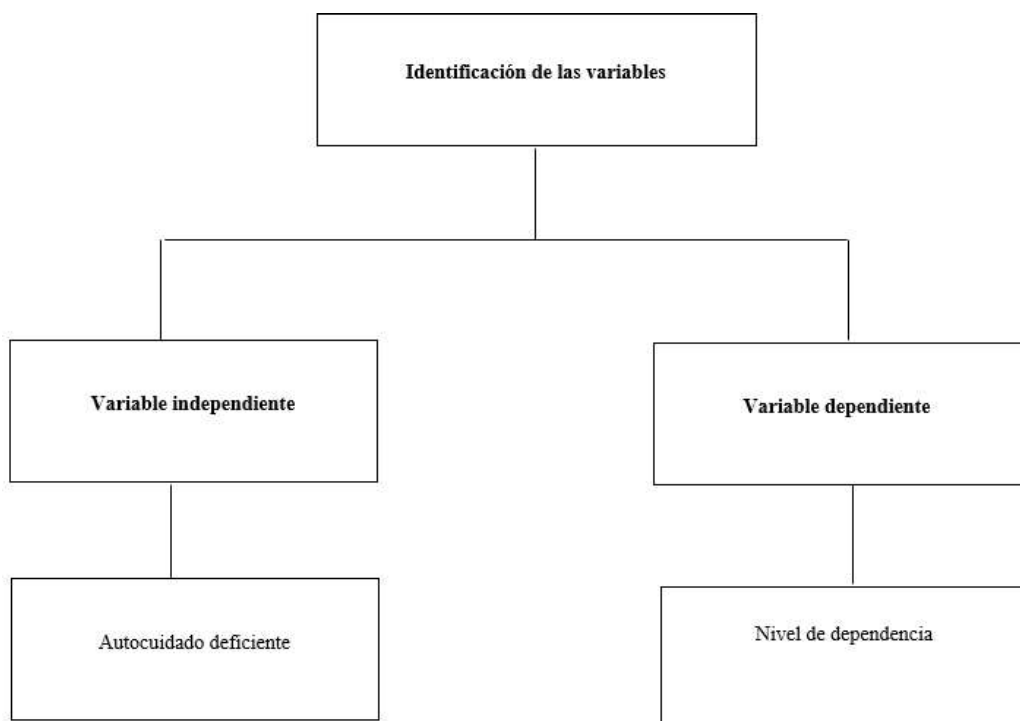 Identificación de las variables
Variable independiente
Variable dependiente
Autocuidado deficiente
Nivel de dependencia